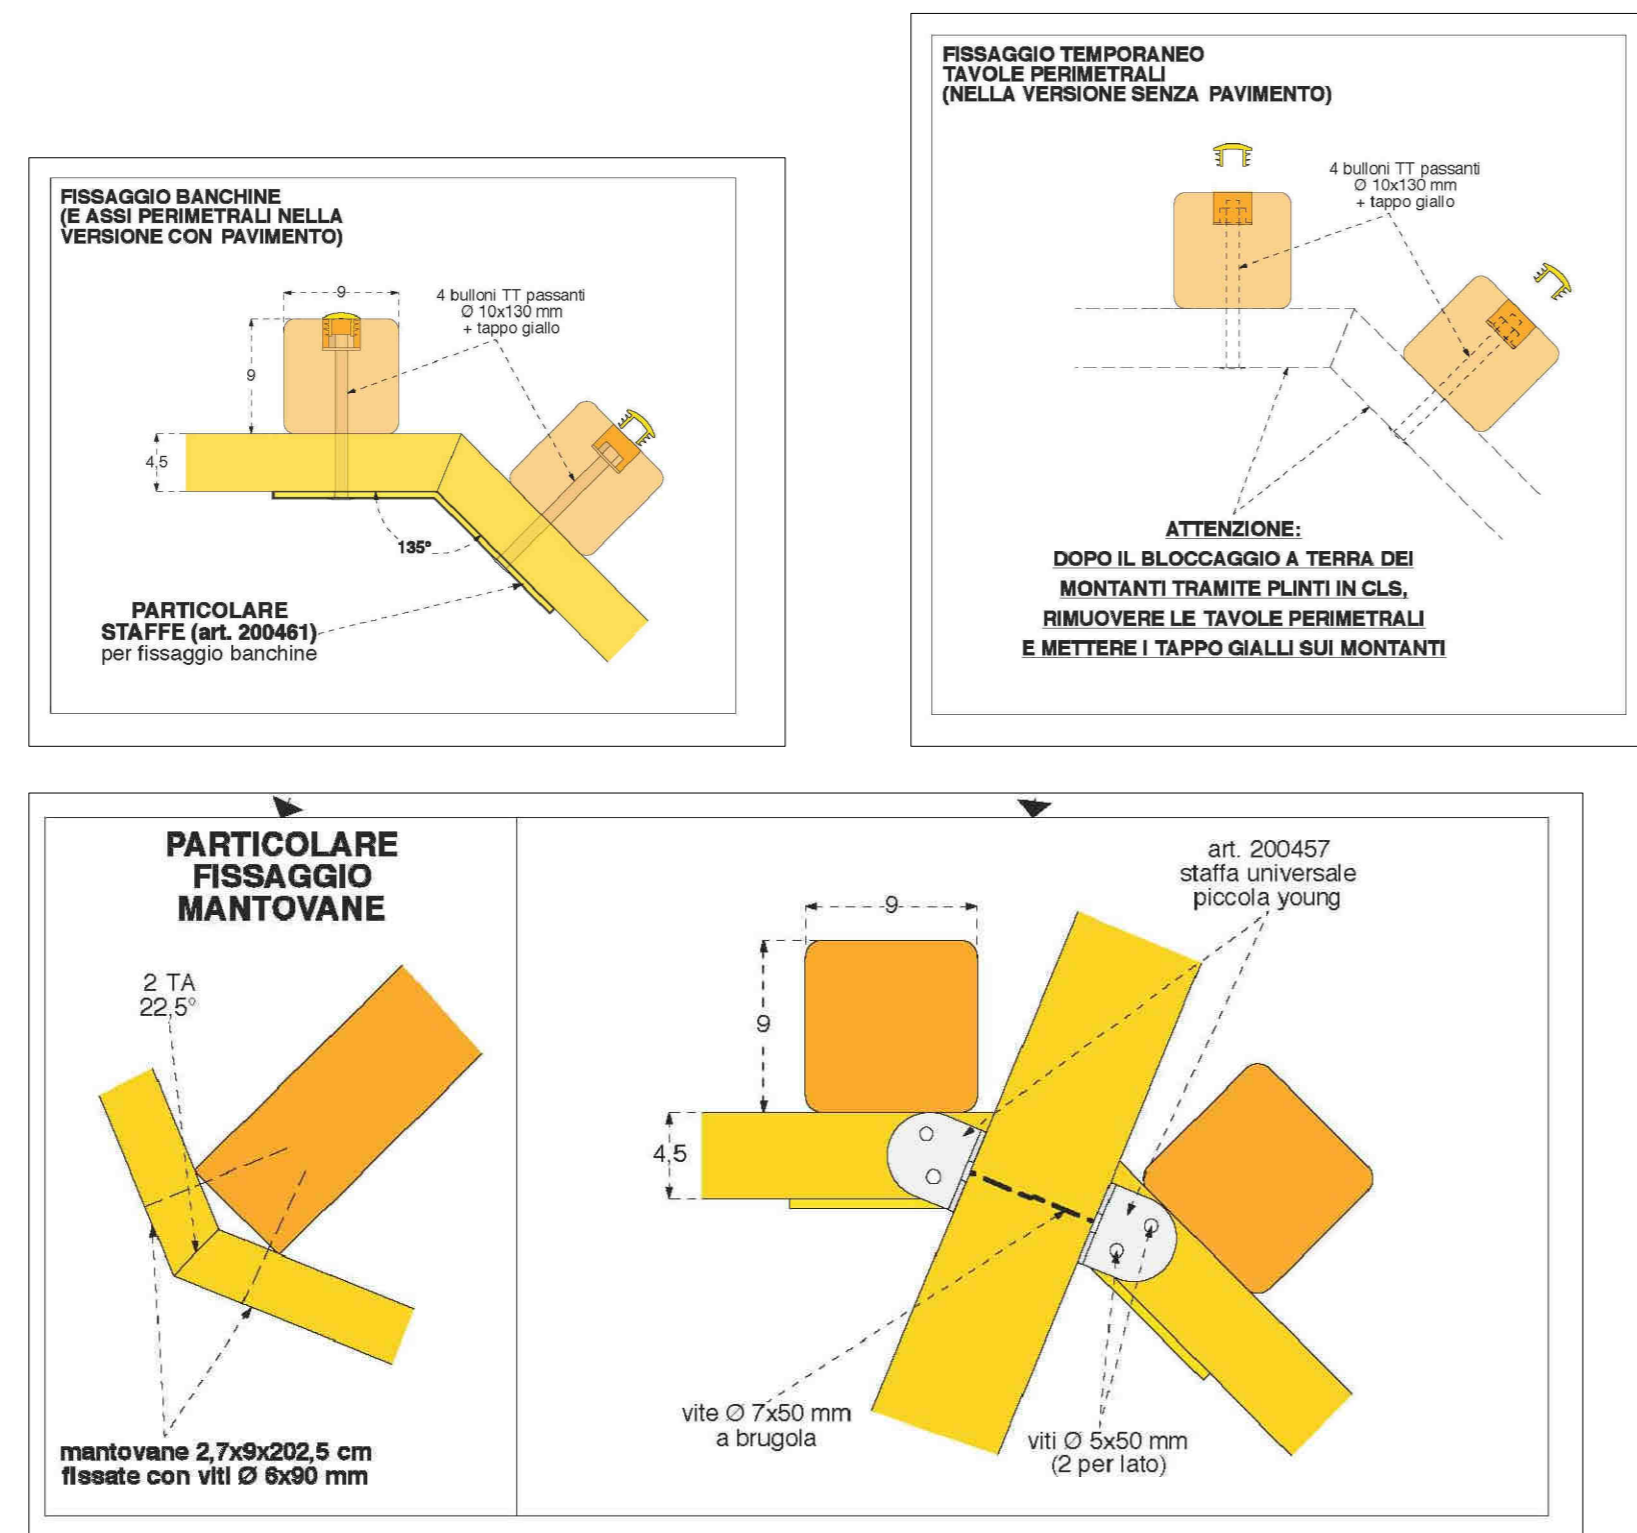 FISSAGGIO BANCHINE
(E ASSI PERIMETRALI NELLA
VERSIONE CON PAVIMENTO)
9
9
4,5
4 bulloni TT passanti
Ø 10x130 mm
+ tappo giallo
135°
PARTICOLARE
STAFFE (art. 200461)
per fissaggio banchine
FISSAGGIO TEMPORANEO
TAVOLE PERIMETRALI
(NELLA VERSIONE SENZA PAVIMENTO)
4 bulloni TT passanti
Ø 10x130 mm
+ tappo giallo
ATTENZIONE:
DOPO IL BLOCCAGGIO A TERRA DEI
MONTANTI TRAMITE PLINTI IN CLS,
RIMUOVERE LE TAVOLE PERIMETRALI
E METTERE I TAPPO GIALLI SUI MONTANTI
PARTICOLARE
FISSAGGIO
MANTOVANE
2 TA
22,5°
mantovane 2,7x9x202,5 cm
fissate con viti Ø 6x90 mm
art. 200457
staffa universale
piccola young
9
9
4,5
vite Ø 7x50 mm
a brugola
viti Ø 5x50 mm
(2 per lato)